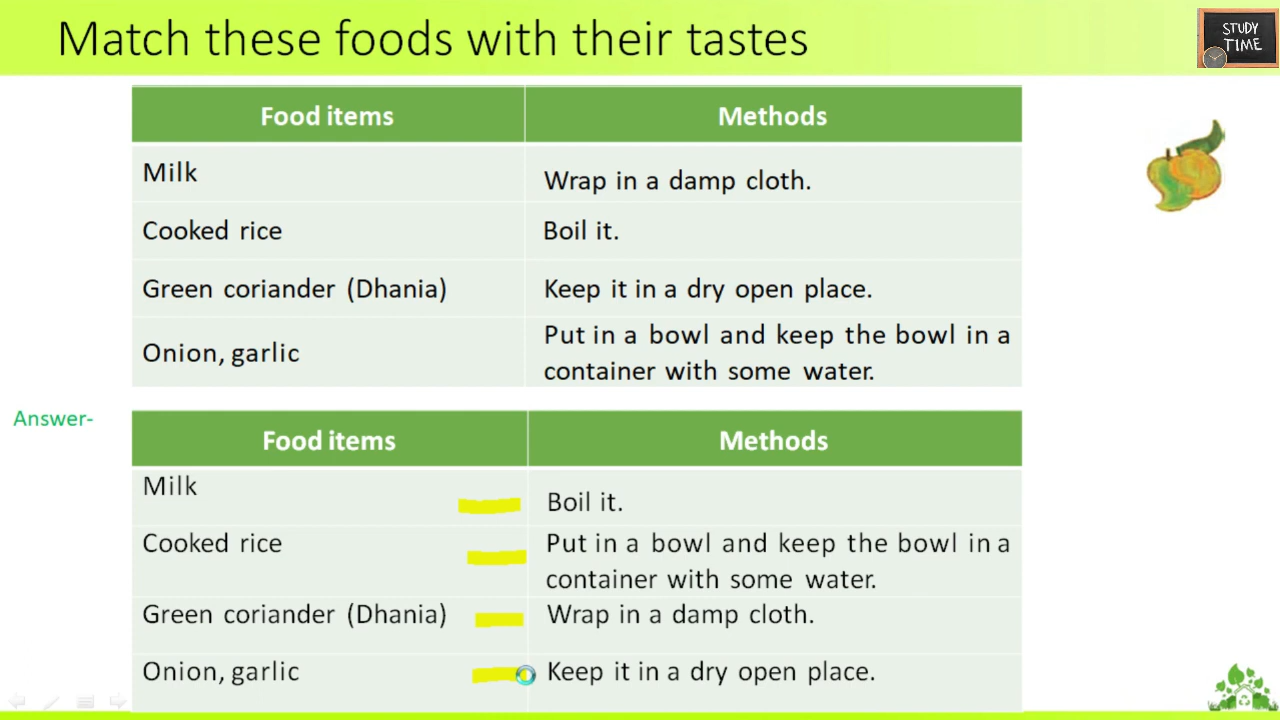 Match these foods with their tastes
STUDY
TIME
Food items Methods
Milk Wrap in a damp cloth.
Cooked rice Boil it.
Green coriander (Dhania) Keep it in a dry open place.
Onion, garlic Put in a bowl and keep the bowl in a
container with some water.
Answer-
Food items Methods
Milk Boil it.
Cooked rice Put in a bowl and keep the bowl in a
container with some water.
Green coriander (Dhania) Wrap in a damp cloth.
Onion, garlic Keep it in a dry open place.